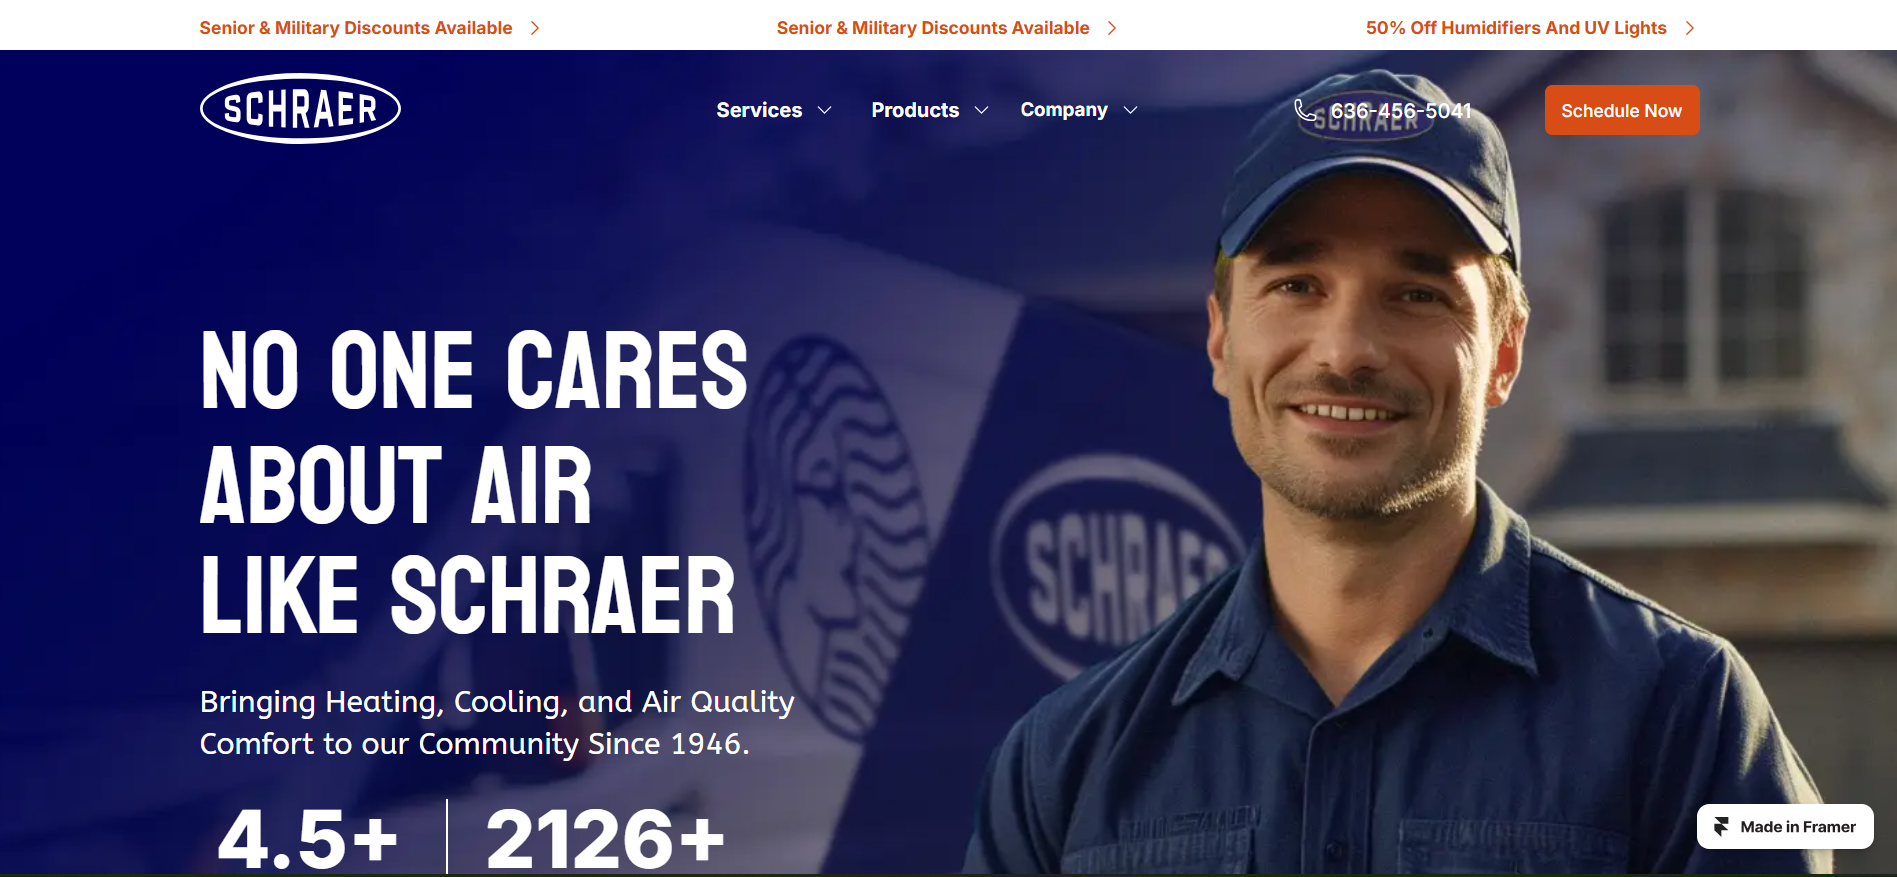 Senior & Military Discounts Available
Senior & Military Discounts Available
50% Off Humidifiers And UV Lights
SCHRAER
Services
Products
Company
636-456-5041
Schedule Now
SCHRAER
NO ONE CARES
ABOUT AIR
LIKE SCHRAER
SCHRAER
Bringing Heating, Cooling, and Air Quality
Comfort to our Community Since 1946.
4.5+
2126+
Made in Framer